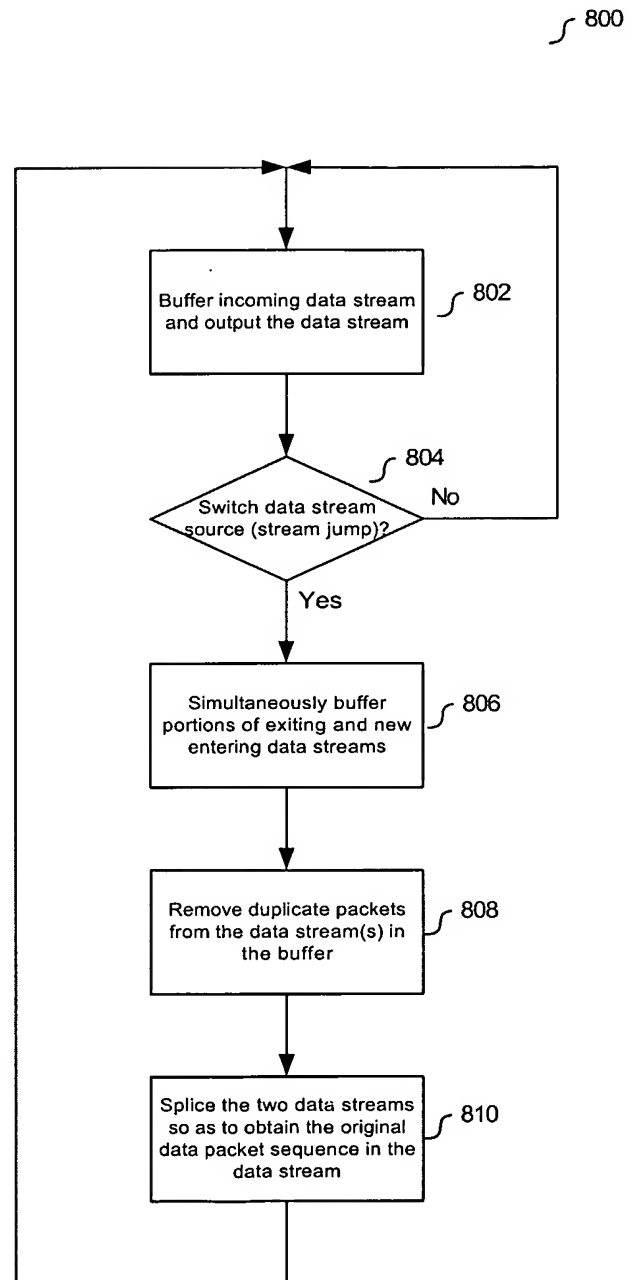 800
Buffer incoming data stream
and output the data stream
802
804
Switch data stream
source (stream jump)?
No
Yes
Simultaneously buffer
portions of exiting and new
entering data streams
806
Remove duplicate packets
from the data stream(s) in
the buffer
808
Splice the two data streams
so as to obtain the original
data packet sequence in the
data stream
810